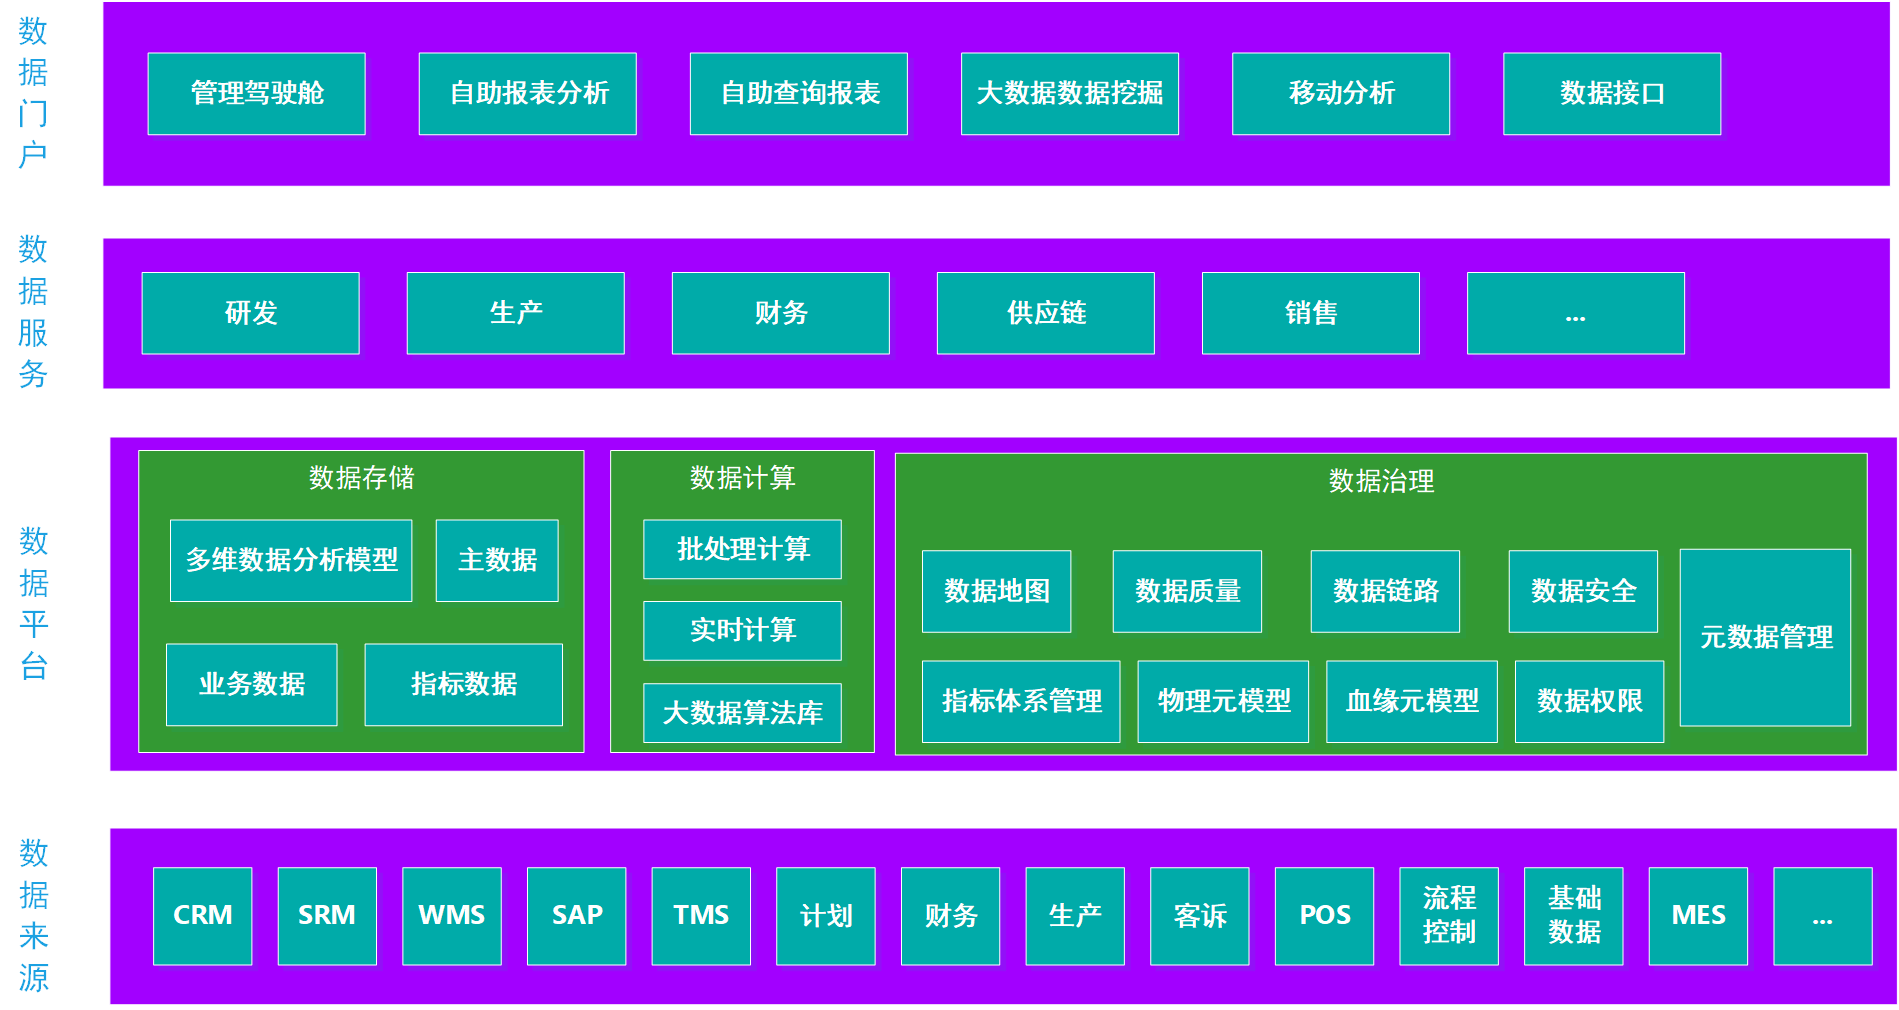 数据门户
管理驾驶舱
自助报表分析
自助查询报表
大数据数据挖掘
移动分析
数据接口
数据服务
研发
生产
财务
供应链
销售
...
数据平台
数据存储
多维数据分析模型
主数据
业务数据
指标数据
数据计算
批处理计算
实时计算
大数据算法库
数据治理
数据地图
数据质量
数据链路
数据安全
元数据管理
指标体系管理
物理元模型
血缘元模型
数据权限
数据来源
CRM
SRM
WMS
SAP
TMS
计划
财务
生产
客诉
POS
流程
控制
基础
数据
MES
...